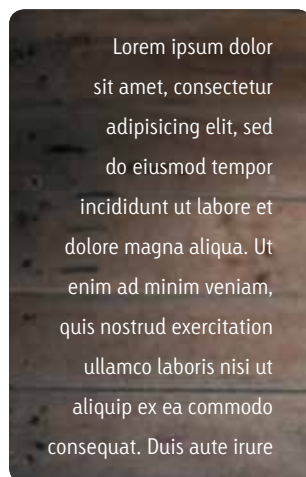 Lorem ipsum dolor
sit amet, consectetur
adipisicing elit, sed
do eiusmod tempor
incididunt ut labore et
dolore magna aliqua. Ut
enim ad minim veniam,
quis nostrud exercitation
ullamco laboris nisi ut
aliquip ex ea commodo
consequat. Duis aute irure